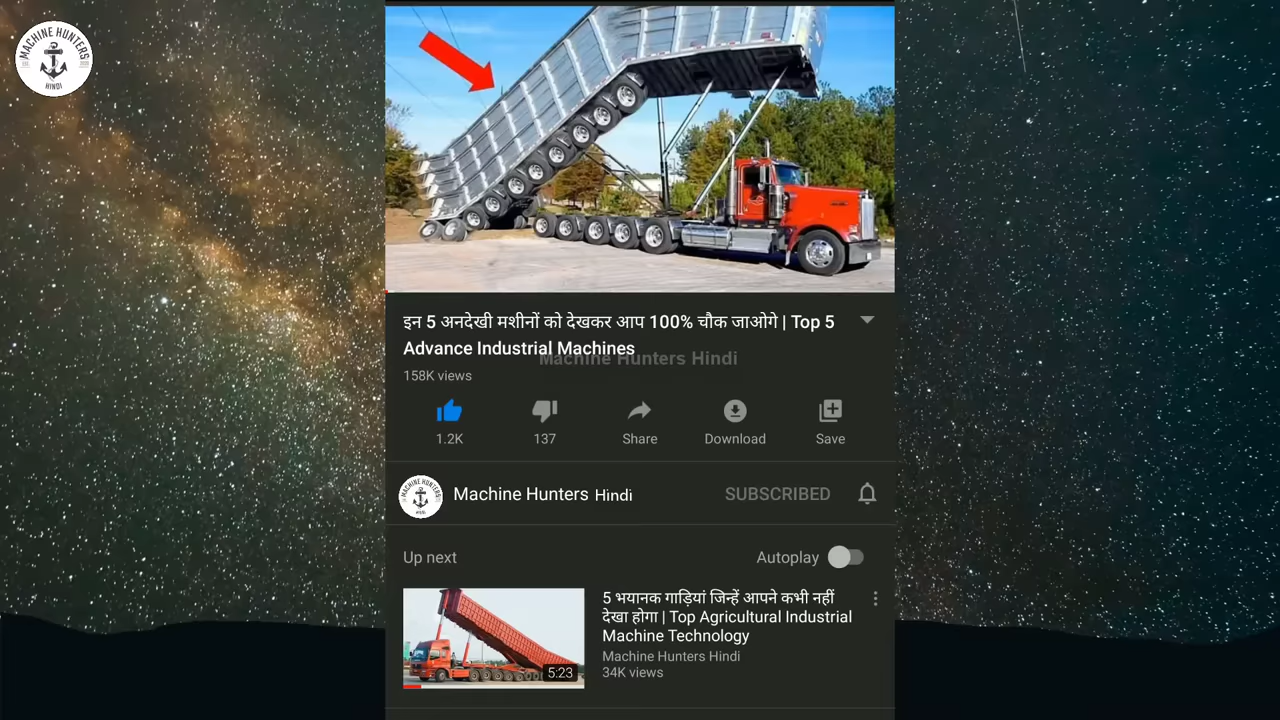 MACHINE HUNTERS
HINDI
इन 5 अनदेखी मशीनों को देखकर आप 100% चौक जाओगे | Top 5
Advance Industrial Machines
Machine Hunters Hindi
158K views
1.2K
137
Share
Download
Save
MACHINE HUNTERS
Machine Hunters Hindi
SUBSCRIBED
Up next
Autoplay
5:23
5 भयानक गाड़ियां जिन्हें आपने कभी नहीं
देखा होगा | Top Agricultural Industrial
Machine Technology
Machine Hunters Hindi
34K views